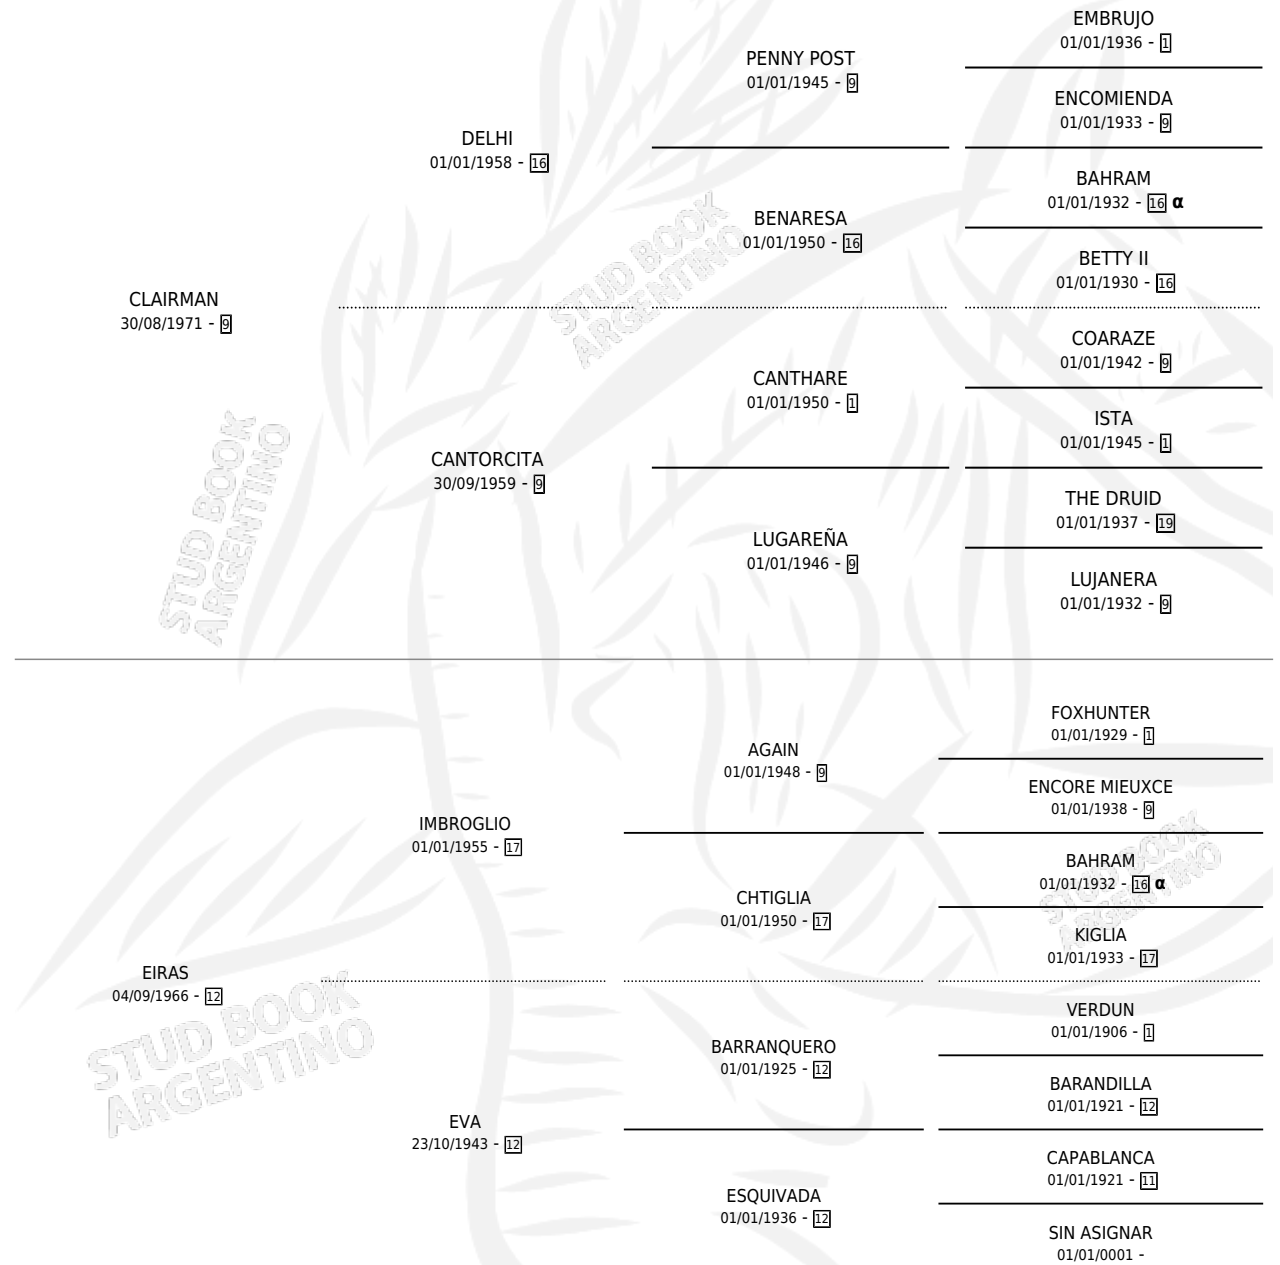 EMBRUJO
01/01/1936 - 1
PENNY POST
01/01/1945 - 9
ENCOMIENDA
01/01/1933 - 9
DELHI
01/01/1958 - 16
BAHRAM
01/01/1932 - 16 α
BENARESA
01/01/1950 - 16
BETTY II
01/01/1930 - 16
CLAIRMAN
30/08/1971 - 9
COARAZE
01/01/1942 - 9
CANTHARE
01/01/1950 - 1
ISTA
01/01/1945 - 1
CANTORCITA
30/09/1959 - 9
THE DRUID
01/01/1937 - 19
LUGAREÑA
01/01/1946 - 9
LUJANERA
01/01/1932 - 9
FOXHUNTER
01/01/1929 - 1
AGAIN
01/01/1948 - 9
ENCORE MIEUXCE
01/01/1938 - 9
IMBROGLIO
01/01/1955 - 17
BAHRAM
01/01/1932 - 16 α
CHTIGLIA
01/01/1950 - 17
KIGLIA
01/01/1933 - 17
EIRAS
04/09/1966 - 12
VERDUN
01/01/1906 - 1
BARRANQUERO
01/01/1925 - 12
BARANDILLA
01/01/1921 - 12
EVA
23/10/1943 - 12
CAPABLANCA
01/01/1921 - 11
ESQUIVADA
01/01/1936 - 12
SIN ASIGNAR
01/01/0001 -
STUD BOOK
ARGENTINO
STUD BOOK
ARGENTINO
STUD BOOK
ARGENTINO
STUD BOOK
ARGENTINO